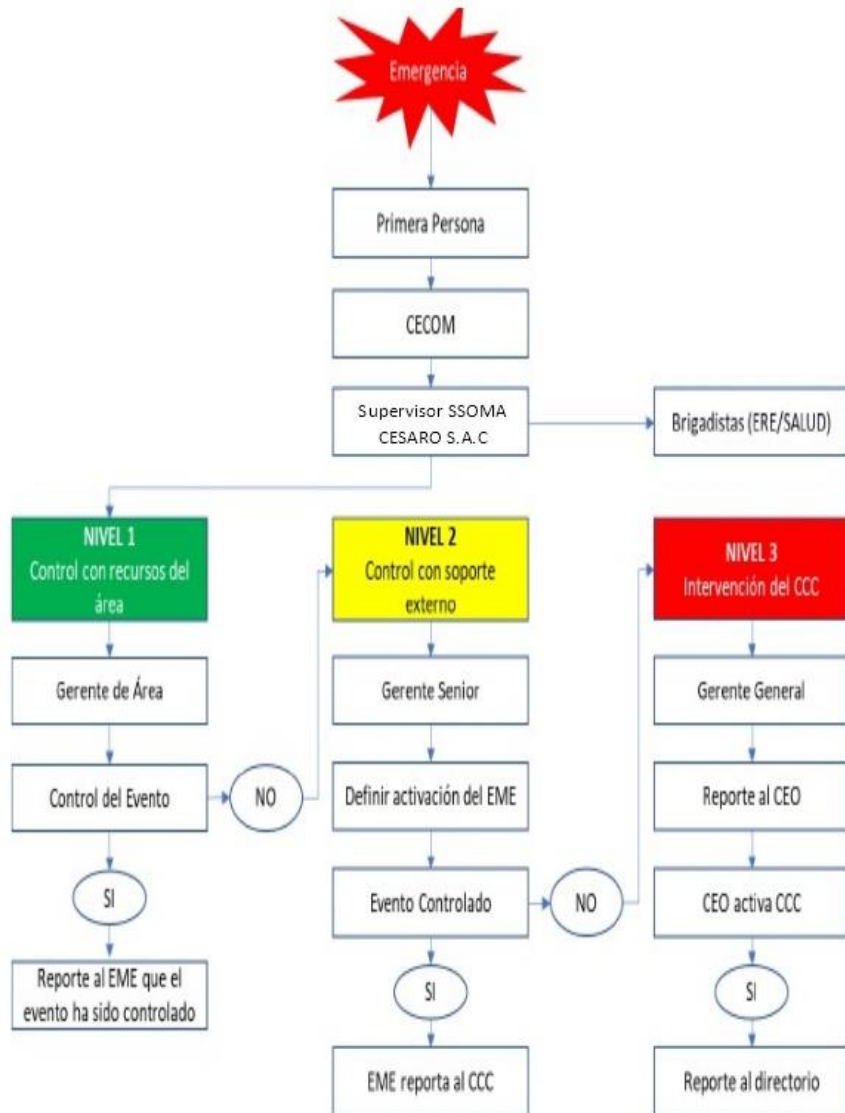 Emergencia
Primera Persona
CECOM
Supervisor SSOMA
CESARO S.A.C
Brigadistas (ERE/SALUD)
NIVEL 1
Control con recursos del
área
Gerente de Área
Control del Evento
NO
SI
Reporte al EME que el
evento ha sido controlado
NIVEL 2
Control con soporte
externo
Gerente Senior
Definir activación del EME
Evento Controlado
NO
SI
EME reporta al CCC
NIVEL 3
Intervención del CCC
Gerente General
Reporte al CEO
CEO activa CCC
SI
Reporte al directorio